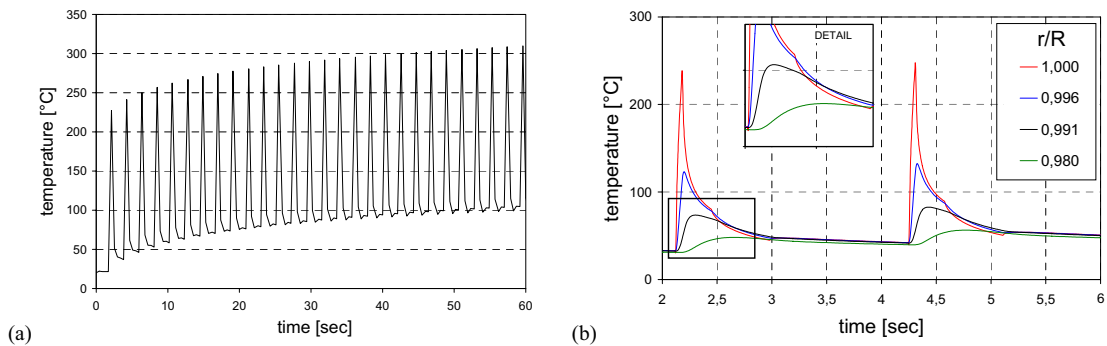 400
350
300
250
200
150
100
50
0
temperature [°C]
0 10 20 30 40 50 60
time [sec]
(a)
300
200
100
0
temperature [°C]
2 2,5 3 3,5 4 4,5 5 5,5 6
time [sec]
DETAIL
r/R
1,000
0,996
0,991
0,980
(b)